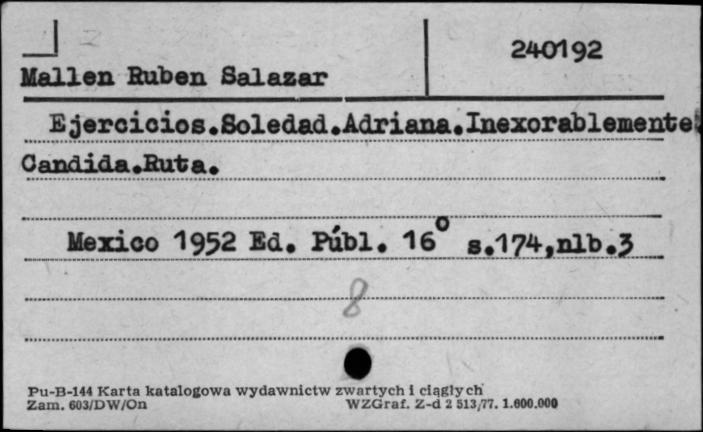 240192
Mallen Ruben Salazar
Ejercicios.Soledad.Adriana.Inexorablemente.
Candida.Ruta.
Mexico 1952 Ed. Públ. 16° s.174,nlb.3
8
Pu-B-144 Karta katalogowa wydawnictw zwartych i ciągłych
Zam. 603/DW/On WZGraf. Z-d 2 513/77. 1.600.000